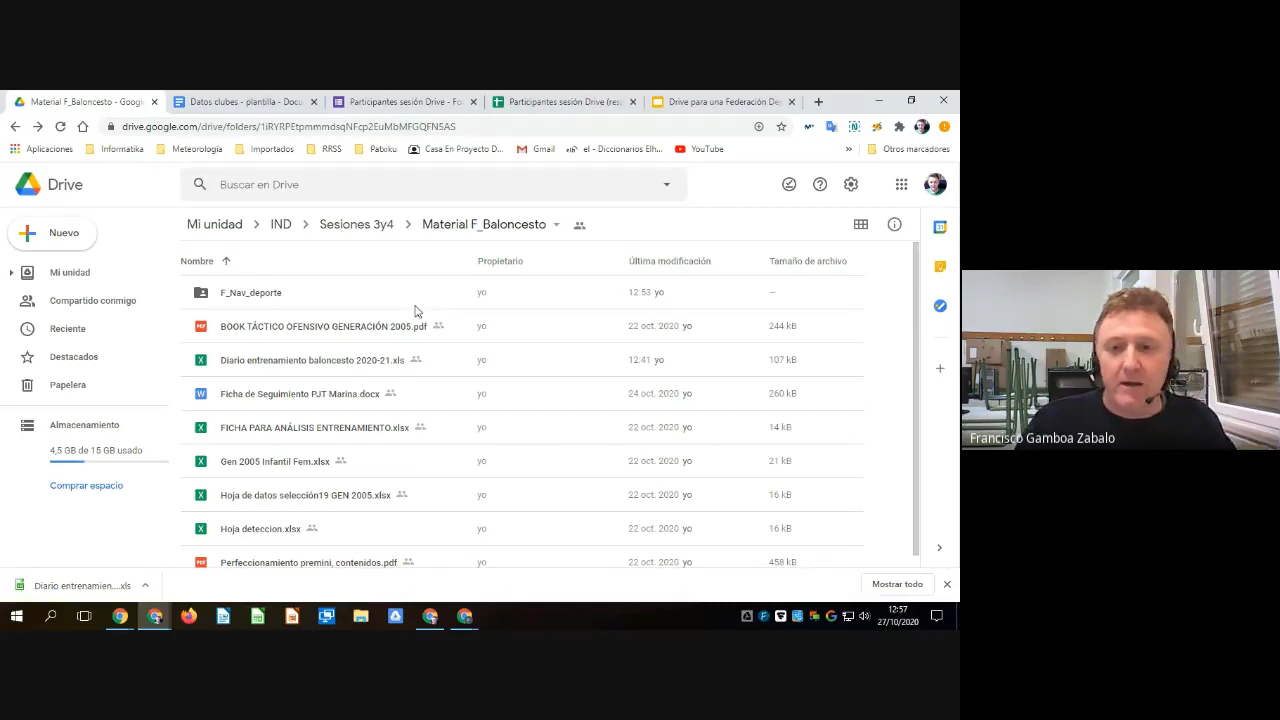 Material F_Baloncesto - Google
Datos clubes - plantilla - Docu
Participantes sesión Drive - Fo
Participantes sesión Drive (res
Drive para una Federación De
drive.google.com/drive/folders/1iRYRPEtpmmmdsqNFcp2EuMbMFGQFN5AS
Aplicaciones
Informática
Meteorología
Importados
RRSS
Patxiku
Casa En Proyecto D...
Gmail
el - Diccionarios Elh...
YouTube
»
Otros marcadores
Drive
Buscar en Drive
Nuevo
Mi unidad
Compartido conmigo
Reciente
Destacados
Papelera
Almacenamiento
4,5 GB de 15 GB usado
Comprar espacio
Mi unidad > IND > Sesiones 3y4 > Material F_Baloncesto
Nombre Propietario Última modificación Tamaño de archivo
F_Nav_deporte yo 12:53 yo —
BOOK TÁCTICO OFENSIVO GENERACIÓN 2005.pdf yo 22 oct. 2020 yo 244 kB
Diario entrenamiento baloncesto 2020-21.xls yo 12:41 yo 107 kB
Ficha de Seguimiento PJT Marina.docx yo 24 oct. 2020 yo 260 kB
FICHA PARA ANÁLISIS ENTRENAMIENTO.xlsx yo 22 oct. 2020 yo 14 kB
Gen 2005 Infantil Fem.xlsx yo 22 oct. 2020 yo 21 kB
Hoja de datos selección19 GEN 2005.xlsx yo 22 oct. 2020 yo 16 kB
Hoja deteccion.xlsx yo 22 oct. 2020 yo 16 kB
Perfeccionamiento premini, contenidos.pdf yo 22 oct. 2020 yo 458 kB
Francisco Gamboa Zabalo
Diario entrenamien....xls
Mostrar todo
12:57
27/10/2020